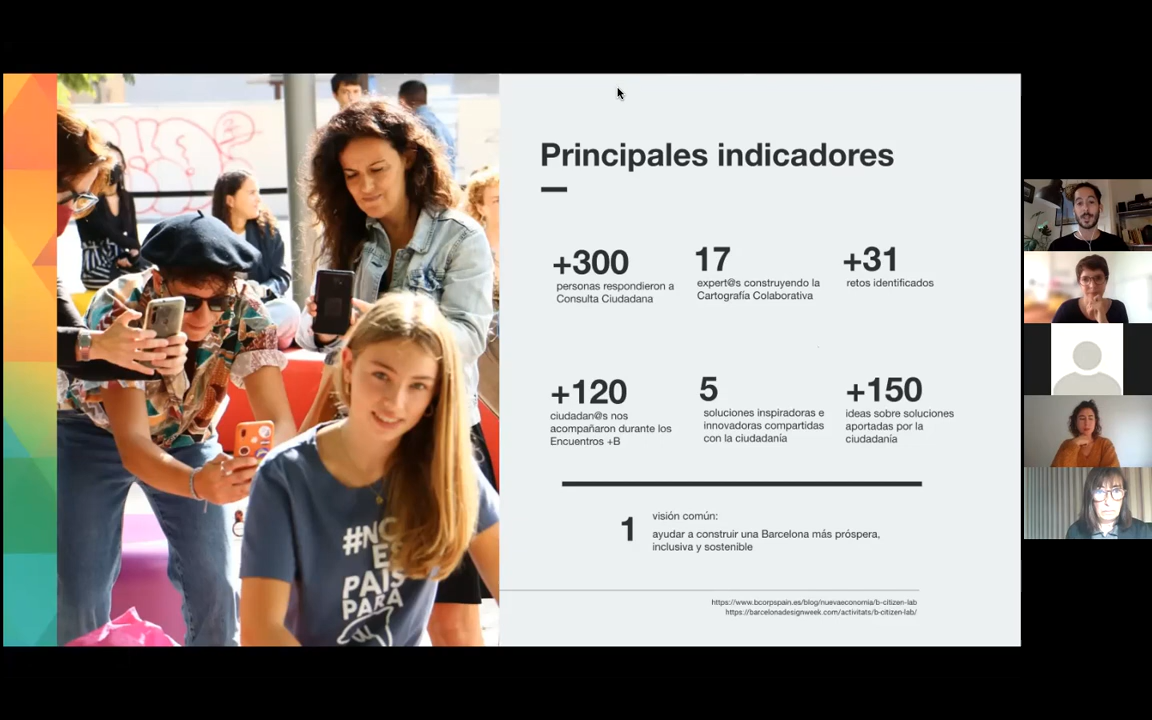 Principales indicadores
+300
personas respondieron a
Consulta Ciudadana
17
expert@s construyendo la
Cartografía Colaborativa
+31
retos identificados
+120
ciudadan@s nos
acompañaron durante los
Encuentros +B
5
soluciones inspiradoras e
innovadoras compartidas
con la ciudadanía
+150
ideas sobre soluciones
aportadas por la
ciudadanía
1
visión común:
ayudar a construir una Barcelona más próspera,
inclusiva y sostenible
https://www.bcorpspain.es/blog/nuevaeconomia/b-citizen-lab
https://barcelonadesignweek.com/activitats/b-citizen-lab/
#NO
ES
PAÍS
PARA